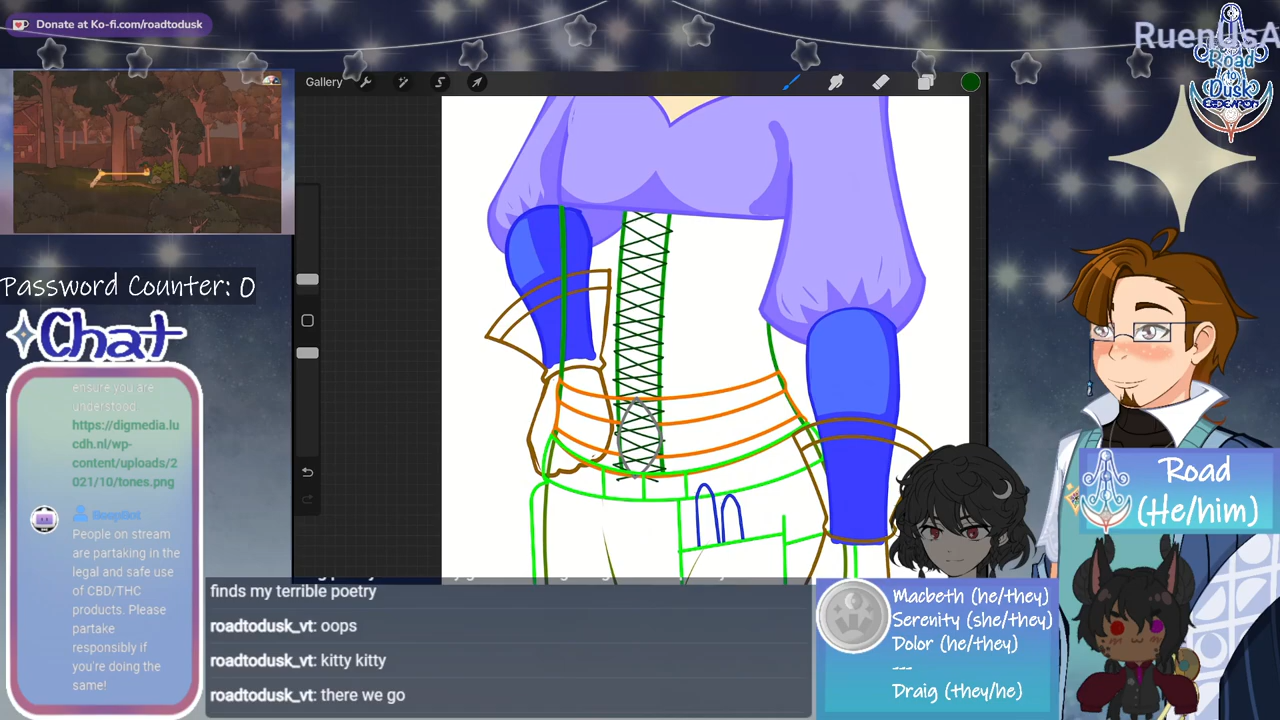 Donate at Ko-fi.com/roadtodusk
Gallery
Road
to
Dusk
Password Counter: 0
Chat
ensure you are
understood
https://digmedia.lu
cdh.nl/wp-
content/uploads/2
021/10/tones.png
BeepBot
People on stream
are partaking in the
legal and safe use
of CBD/THC
products. Please
partake
responsibly if
you're doing the
same!
finds my terrible poetry
roadtodusk_vt: oops
roadtodusk_vt: kitty kitty
roadtodusk_vt: there we go
Macbeth (he/they)
Serenity (she/they)
Dolor (he/they)
---
Draig (they/he)
Road
(He/him)